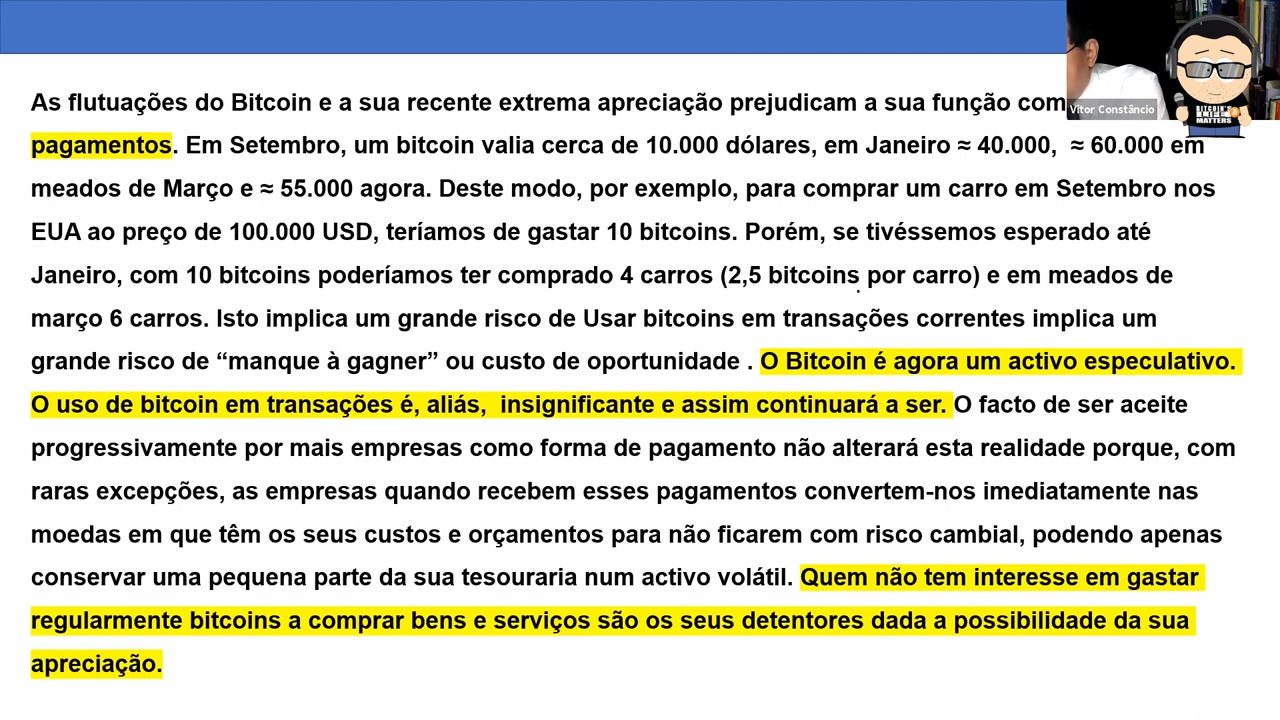 As flutuações do Bitcoin e a sua recente extrema apreciação prejudicam a sua função com
pagamentos. Em Setembro, um bitcoin valia cerca de 10.000 dólares, em Janeiro ≈ 40.000, ≈ 60.000 em
meados de Março e ≈ 55.000 agora. Deste modo, por exemplo, para comprar um carro em Setembro nos
EUA ao preço de 100.000 USD, teríamos de gastar 10 bitcoins. Porém, se tivéssemos esperado até
Janeiro, com 10 bitcoins poderíamos ter comprado 4 carros (2,5 bitcoins por carro) e em meados de
março 6 carros. Isto implica um grande risco de Usar bitcoins em transações correntes implica um
grande risco de “manque à gagner” ou custo de oportunidade . O Bitcoin é agora um activo especulativo.
O uso de bitcoin em transações é, aliás, insignificante e assim continuará a ser. O facto de ser aceite
progressivamente por mais empresas como forma de pagamento não alterará esta realidade porque, com
raras excepções, as empresas quando recebem esses pagamentos convertem-nos imediatamente nas
moedas em que têm os seus custos e orçamentos para não ficarem com risco cambial, podendo apenas
conservar uma pequena parte da sua tesouraria num activo volátil. Quem não tem interesse em gastar
regularmente bitcoins a comprar bens e serviços são os seus detentores dada a possibilidade da sua
apreciação.
Vitor Constâncio
BITCOIN'S
LIFE
MATTERS